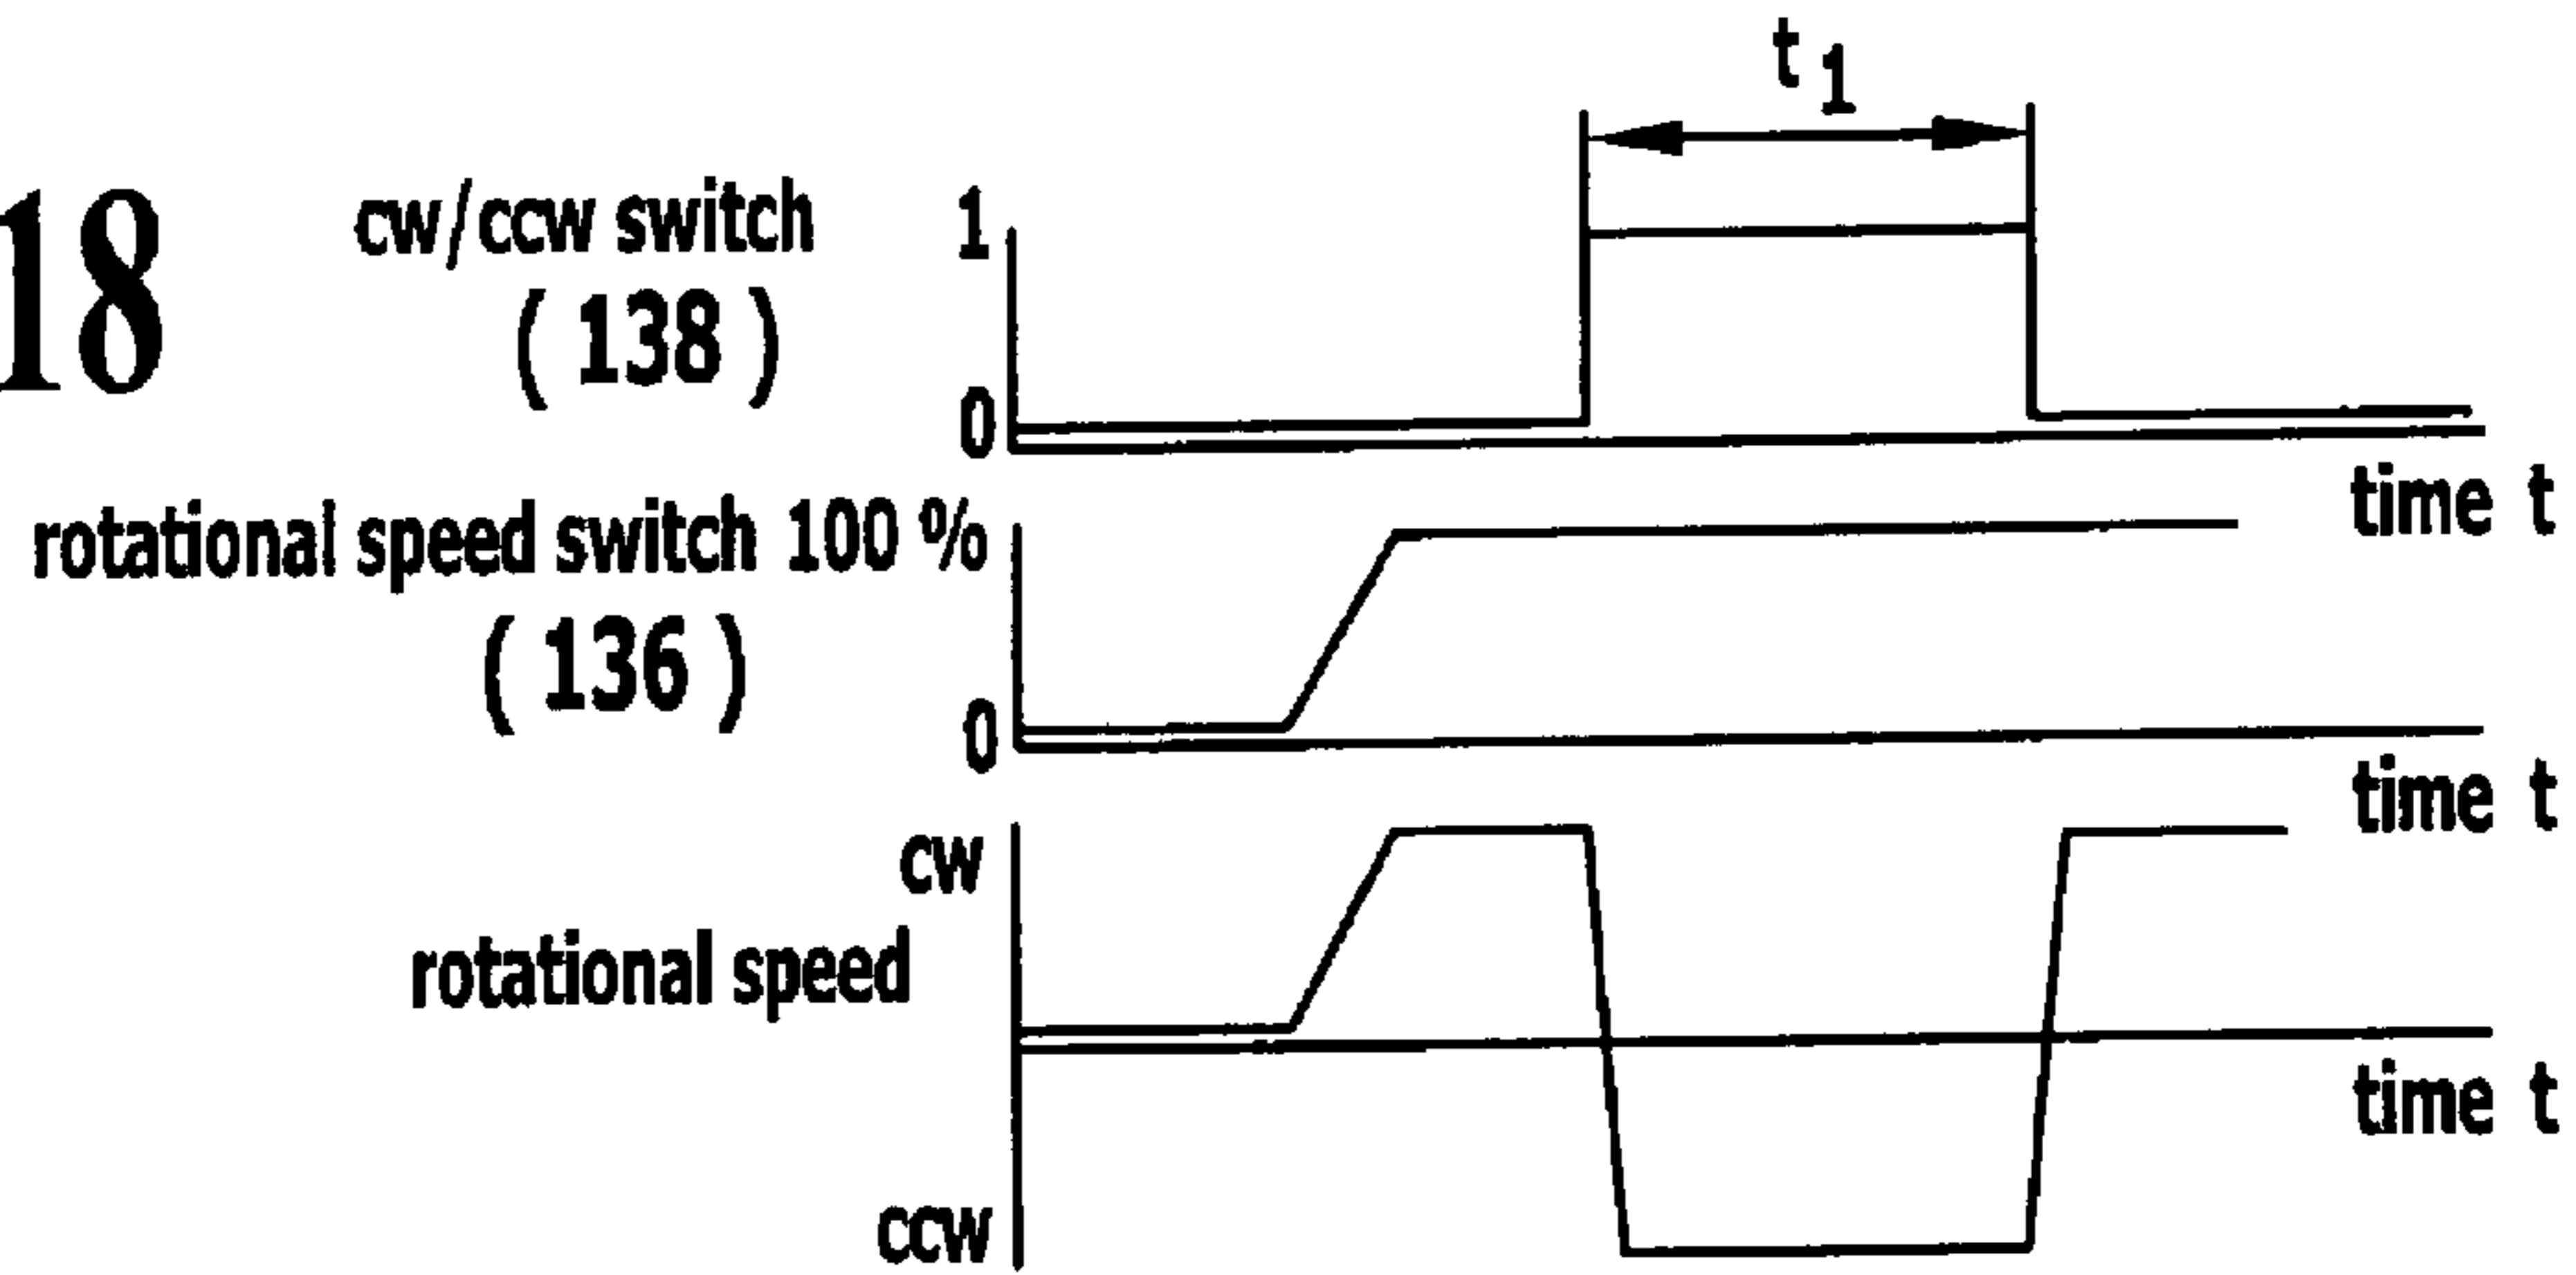 t 1
18
cw/ccw switch
1
( 138 )
0
time t
rotational speed switch 100 %
( 136 )
0
time t
cw
rotational speed
time t
ccw